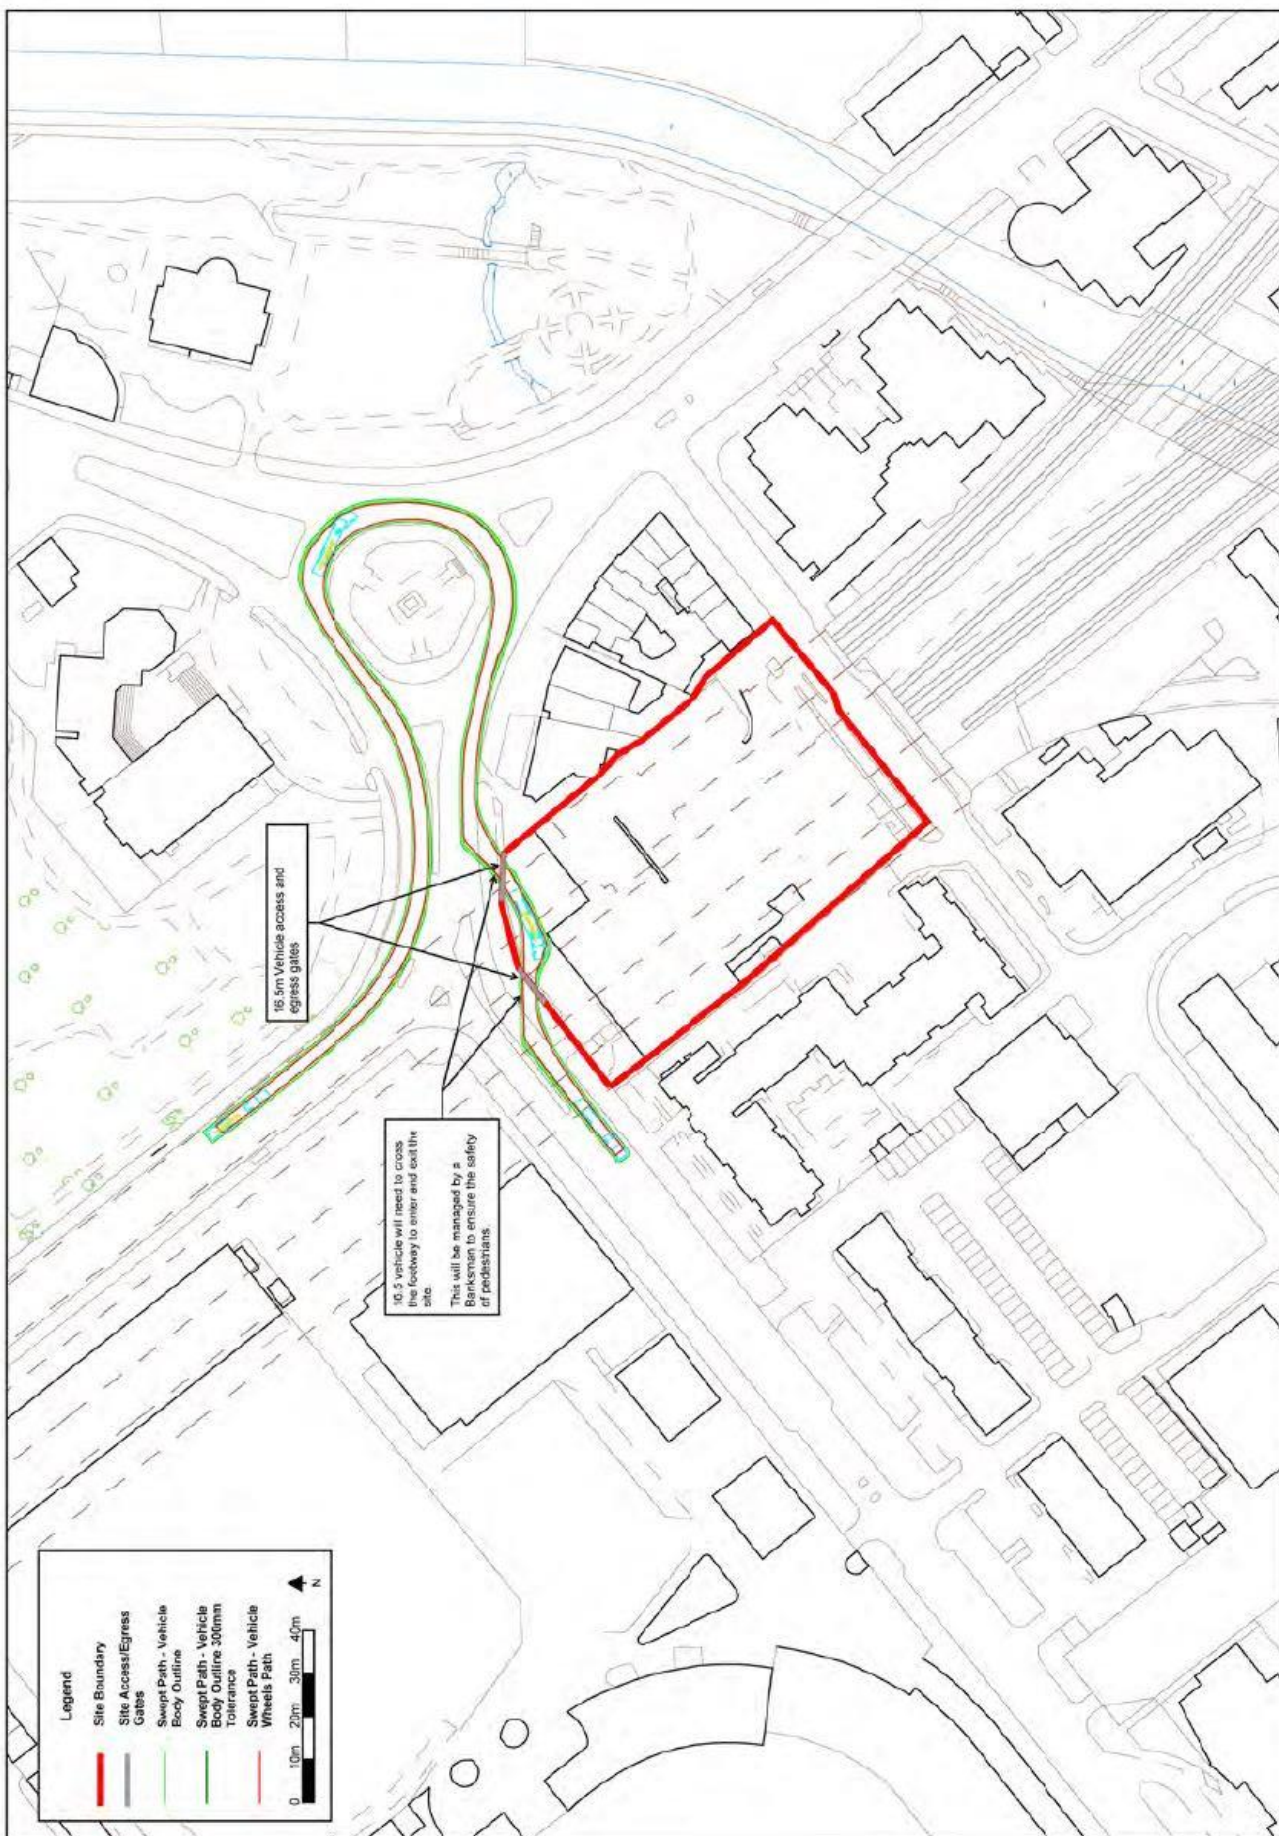 16.5m Vehicle access and
egress gates
16.5 vehicle will need to cross
the footway to enter and exit the
site.
This will be managed by a
Banksman to ensure the safety
of pedestrians.
Legend
Site Boundary
Site Access/Egress
Gates
Swept Path - Vehicle
Body Outline
Swept Path - Vehicle
Body Outline 300mm
Tolerance
Swept Path - Vehicle
Wheels Path
0 10m 20m 30m 40m
N